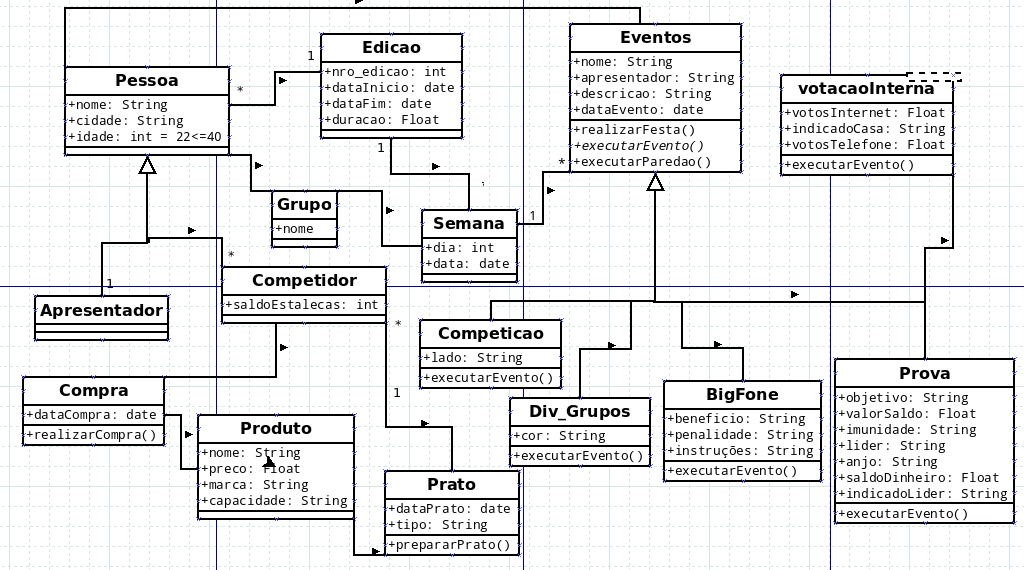 Pessoa
+nome: String
+cidade: String
+idade: int = 22<=40
*
1
Edicao
+nro_edicao: int
+dataInicio: date
+dataFim: date
+duracao: Float
1
Eventos
+nome: String
+apresentador: String
+descricao: String
+dataEvento: date
+realizarFesta()
+executarEvento()
+executarParedao()
*
1
votacaoInterna
+votosInternet: Float
+indicadoCasa: String
+votosTelefone: Float
+executarEvento()
Grupo
+nome
Semana
+dia: int
+data: date
1
Apresentador
*
Competidor
+saldoEstalecas: int
*
1
Competicao
+lado: String
+executarEvento()
Compra
+dataCompra: date
+realizarCompra()
Produto
+nome: String
+preco: Float
+marca: String
+capacidade: String
Prato
+dataPrato: date
+tipo: String
+prepararPrato()
Div_Grupos
+cor: String
+executarEvento()
BigFone
+beneficio: String
+penalidade: String
+instruções: String
+executarEvento()
Prova
+objetivo: String
+valorSaldo: Float
+imunidade: String
+lider: String
+anjo: String
+saldoDinheiro: Float
+indicadoLider: String
+executarEvento()